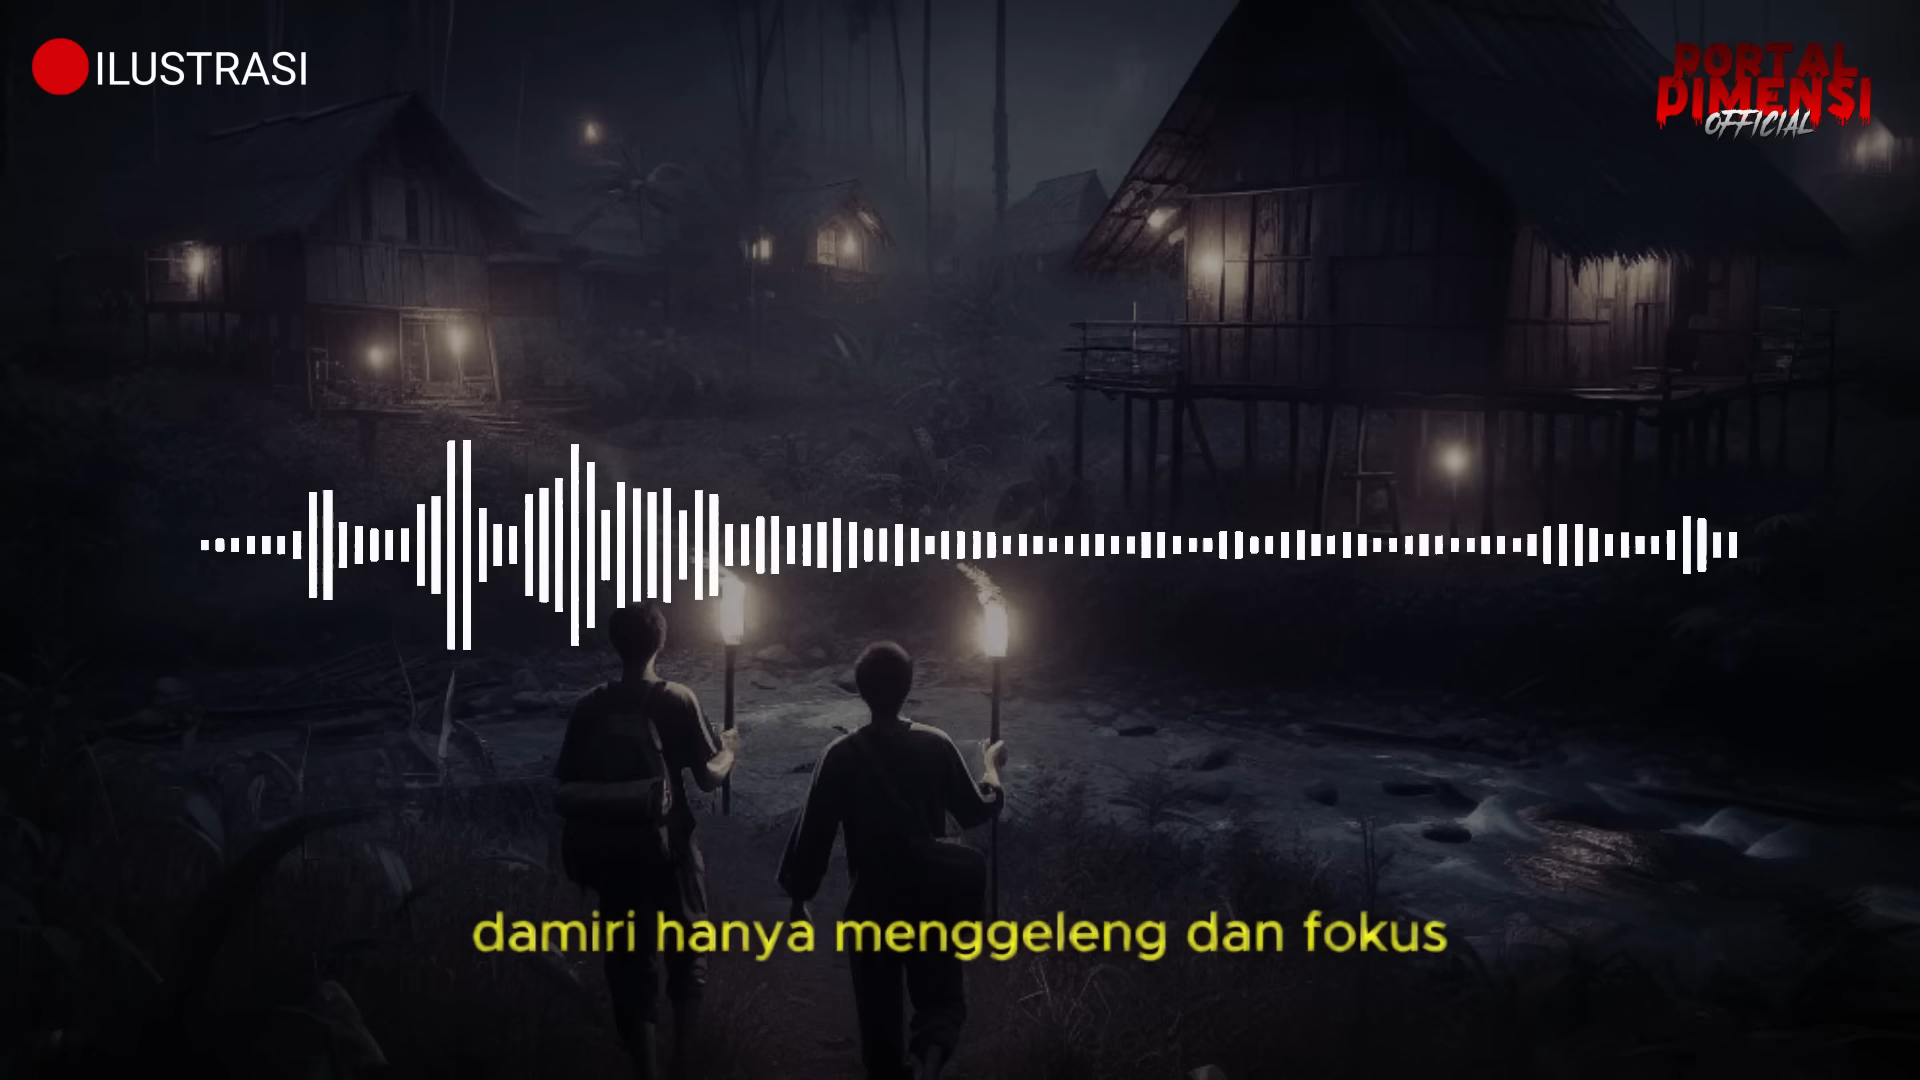 ILUSTRASI
PORTAL
DIMENSI
OFFICIAL
damiri hanya menggeleng dan fokus